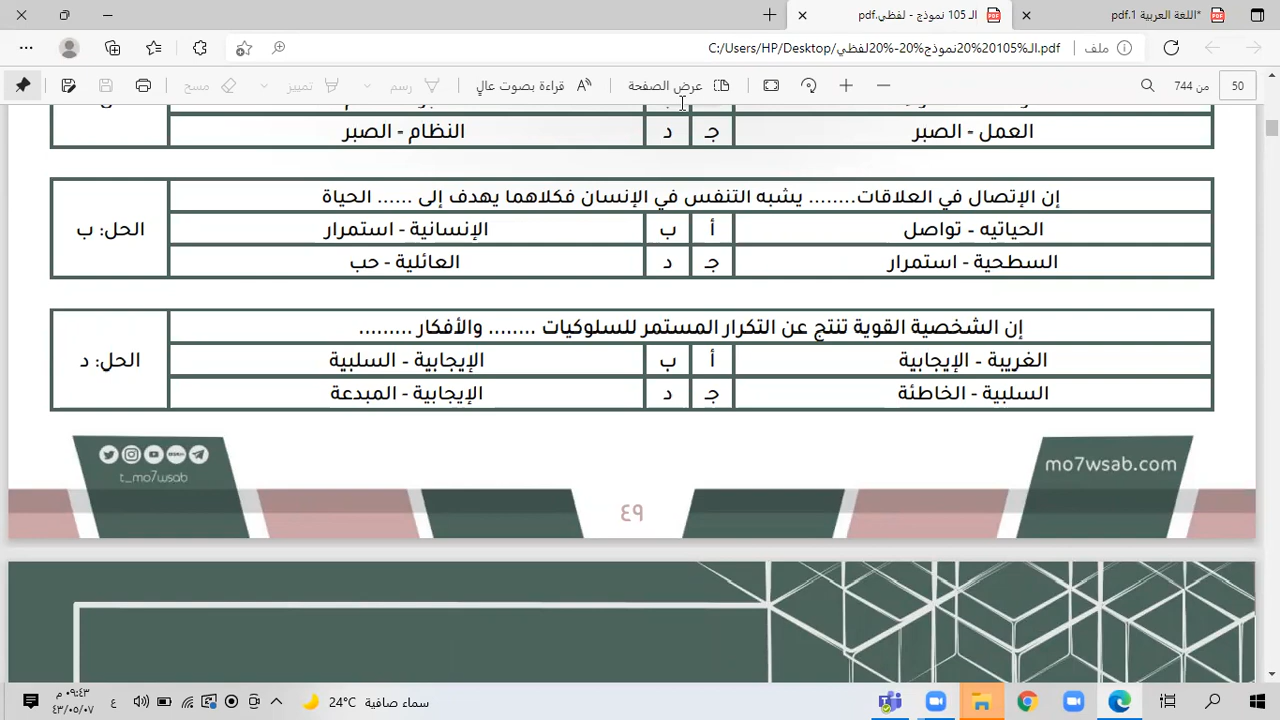 ال 105 نموذج - لفظي.pdf
*اللغة العربية 1.pdf
ملف
C:/Users/HP/Desktop/الـ%20105%20نموذج%20-%20لفظي.pdf
50
من 744
عرض الصفحة
قراءة بصوت عالٍ
رسم
تمييز
مسح
العمل - الصبر
جـ
د
النظام - الصبر
إن الإتصال في العلاقات........ يشبه التنفس في الإنسان فكلاهما يهدف إلى ...... الحياة
الحياتيه - تواصل
أ
ب
الإنسانية - استمرار
الحل: ب
السطحية - استمرار
جـ
د
العائلية - حب
إن الشخصية القوية تنتج عن التكرار المستمر للسلوكيات ........ والأفكار .........
الغريبة - الإيجابية
أ
ب
الإيجابية - السلبية
الحل: د
السلبية - الخاطئة
جـ
د
الإيجابية - المبدعة
mo7wsab.com
t_mo7wsab
٤٩
24°C سماء صافية
ع
٠٩:٤٣ م
٤٣/٠٥/٠٧